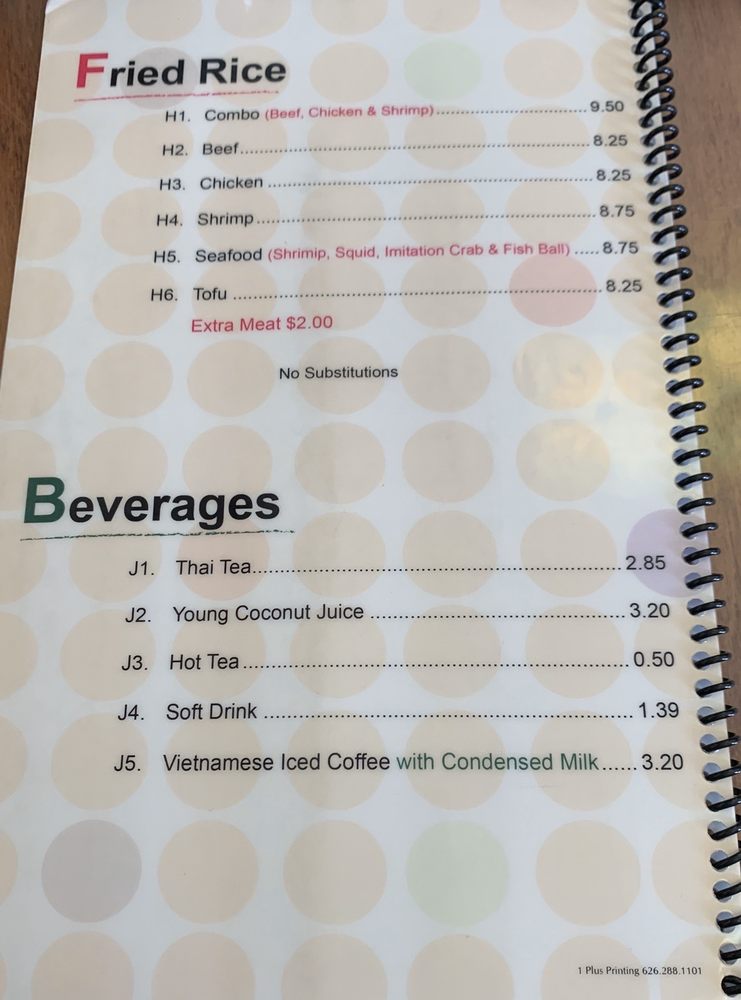 Fried Rice
H1. Combo (Beef, Chicken & Shrimp)..................................9.50
H2. Beef......................................................................8.25
H3. Chicken .................................................................8.25
H4. Shrimp...................................................................8.75
H5. Seafood (Shrimip, Squid, Imitation Crab & Fish Ball) .....8.75
H6. Tofu .......................................................................8.25
Extra Meat $2.00
No Substitutions
Beverages
J1. Thai Tea..............................................................2.85
J2. Young Coconut Juice ...........................................3.20
J3. Hot Tea................................................................0.50
J4. Soft Drink .............................................................1.39
J5. Vietnamese Iced Coffee with Condensed Milk......3.20
1 Plus Printing 626.288.1101